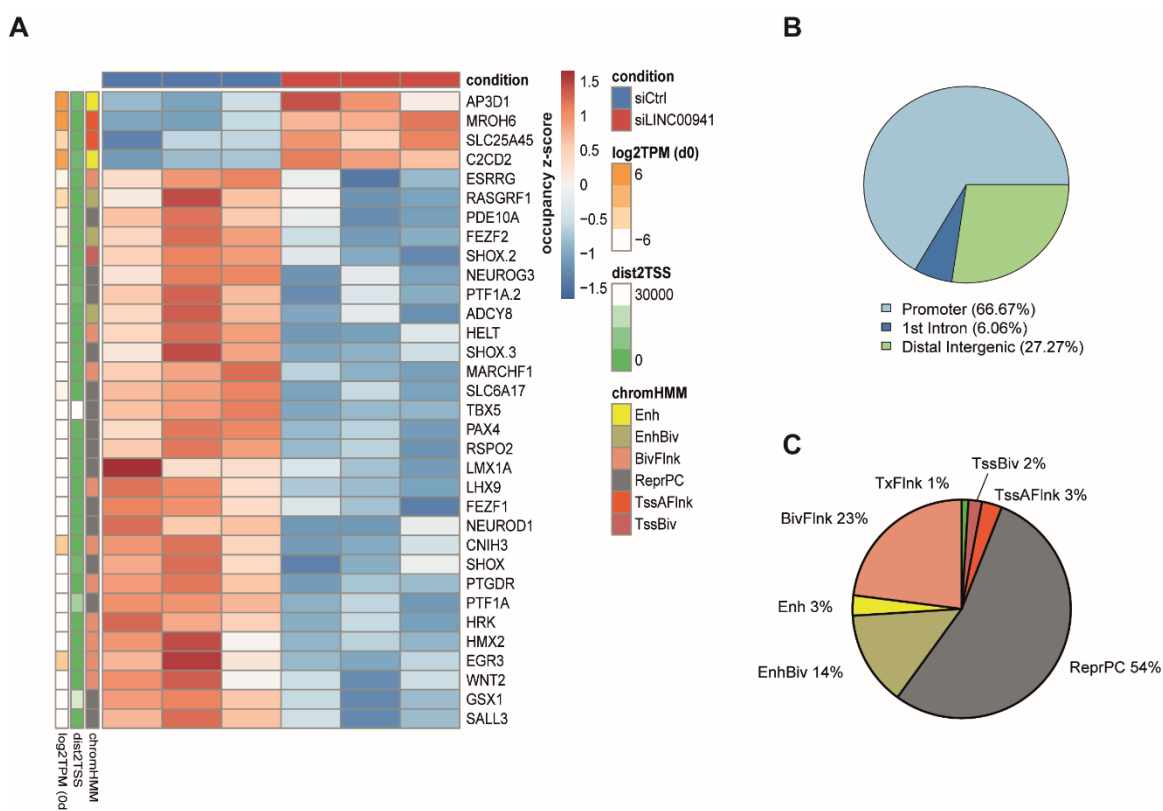 A
condition
AP3D1
MROH6
SLC25A45
C2CD2
ESRRG
RASGRF1
PDE10A
FEZF2
SHOX.2
NEUROG3
PTF1A.2
ADCY8
HELT
SHOX.3
MARCHF1
SLC6A17
TBX5
PAX4
RSPO2
LMX1A
LHX9
FEZF1
NEUROD1
CNIH3
SHOX
PTGDR
PTF1A
HRK
HMX2
EGR3
WNT2
GSX1
SALL3
log2TPM (0d
dist2TSS
chromHMM
occupancy z-score
1.5
1
0.5
0
−0.5
−1
−1.5
condition
siCtrl
siLINC00941
log2TPM (d0)
6
−6
dist2TSS
30000
0
chromHMM
Enh
EnhBiv
BivFlnk
ReprPC
TssAFlnk
TssBiv
B
Promoter (66.67%)
1st Intron (6.06%)
Distal Intergenic (27.27%)
C
TxFlnk 1%
TssBiv 2%
TssAFlnk 3%
BivFlnk 23%
Enh 3%
EnhBiv 14%
ReprPC 54%